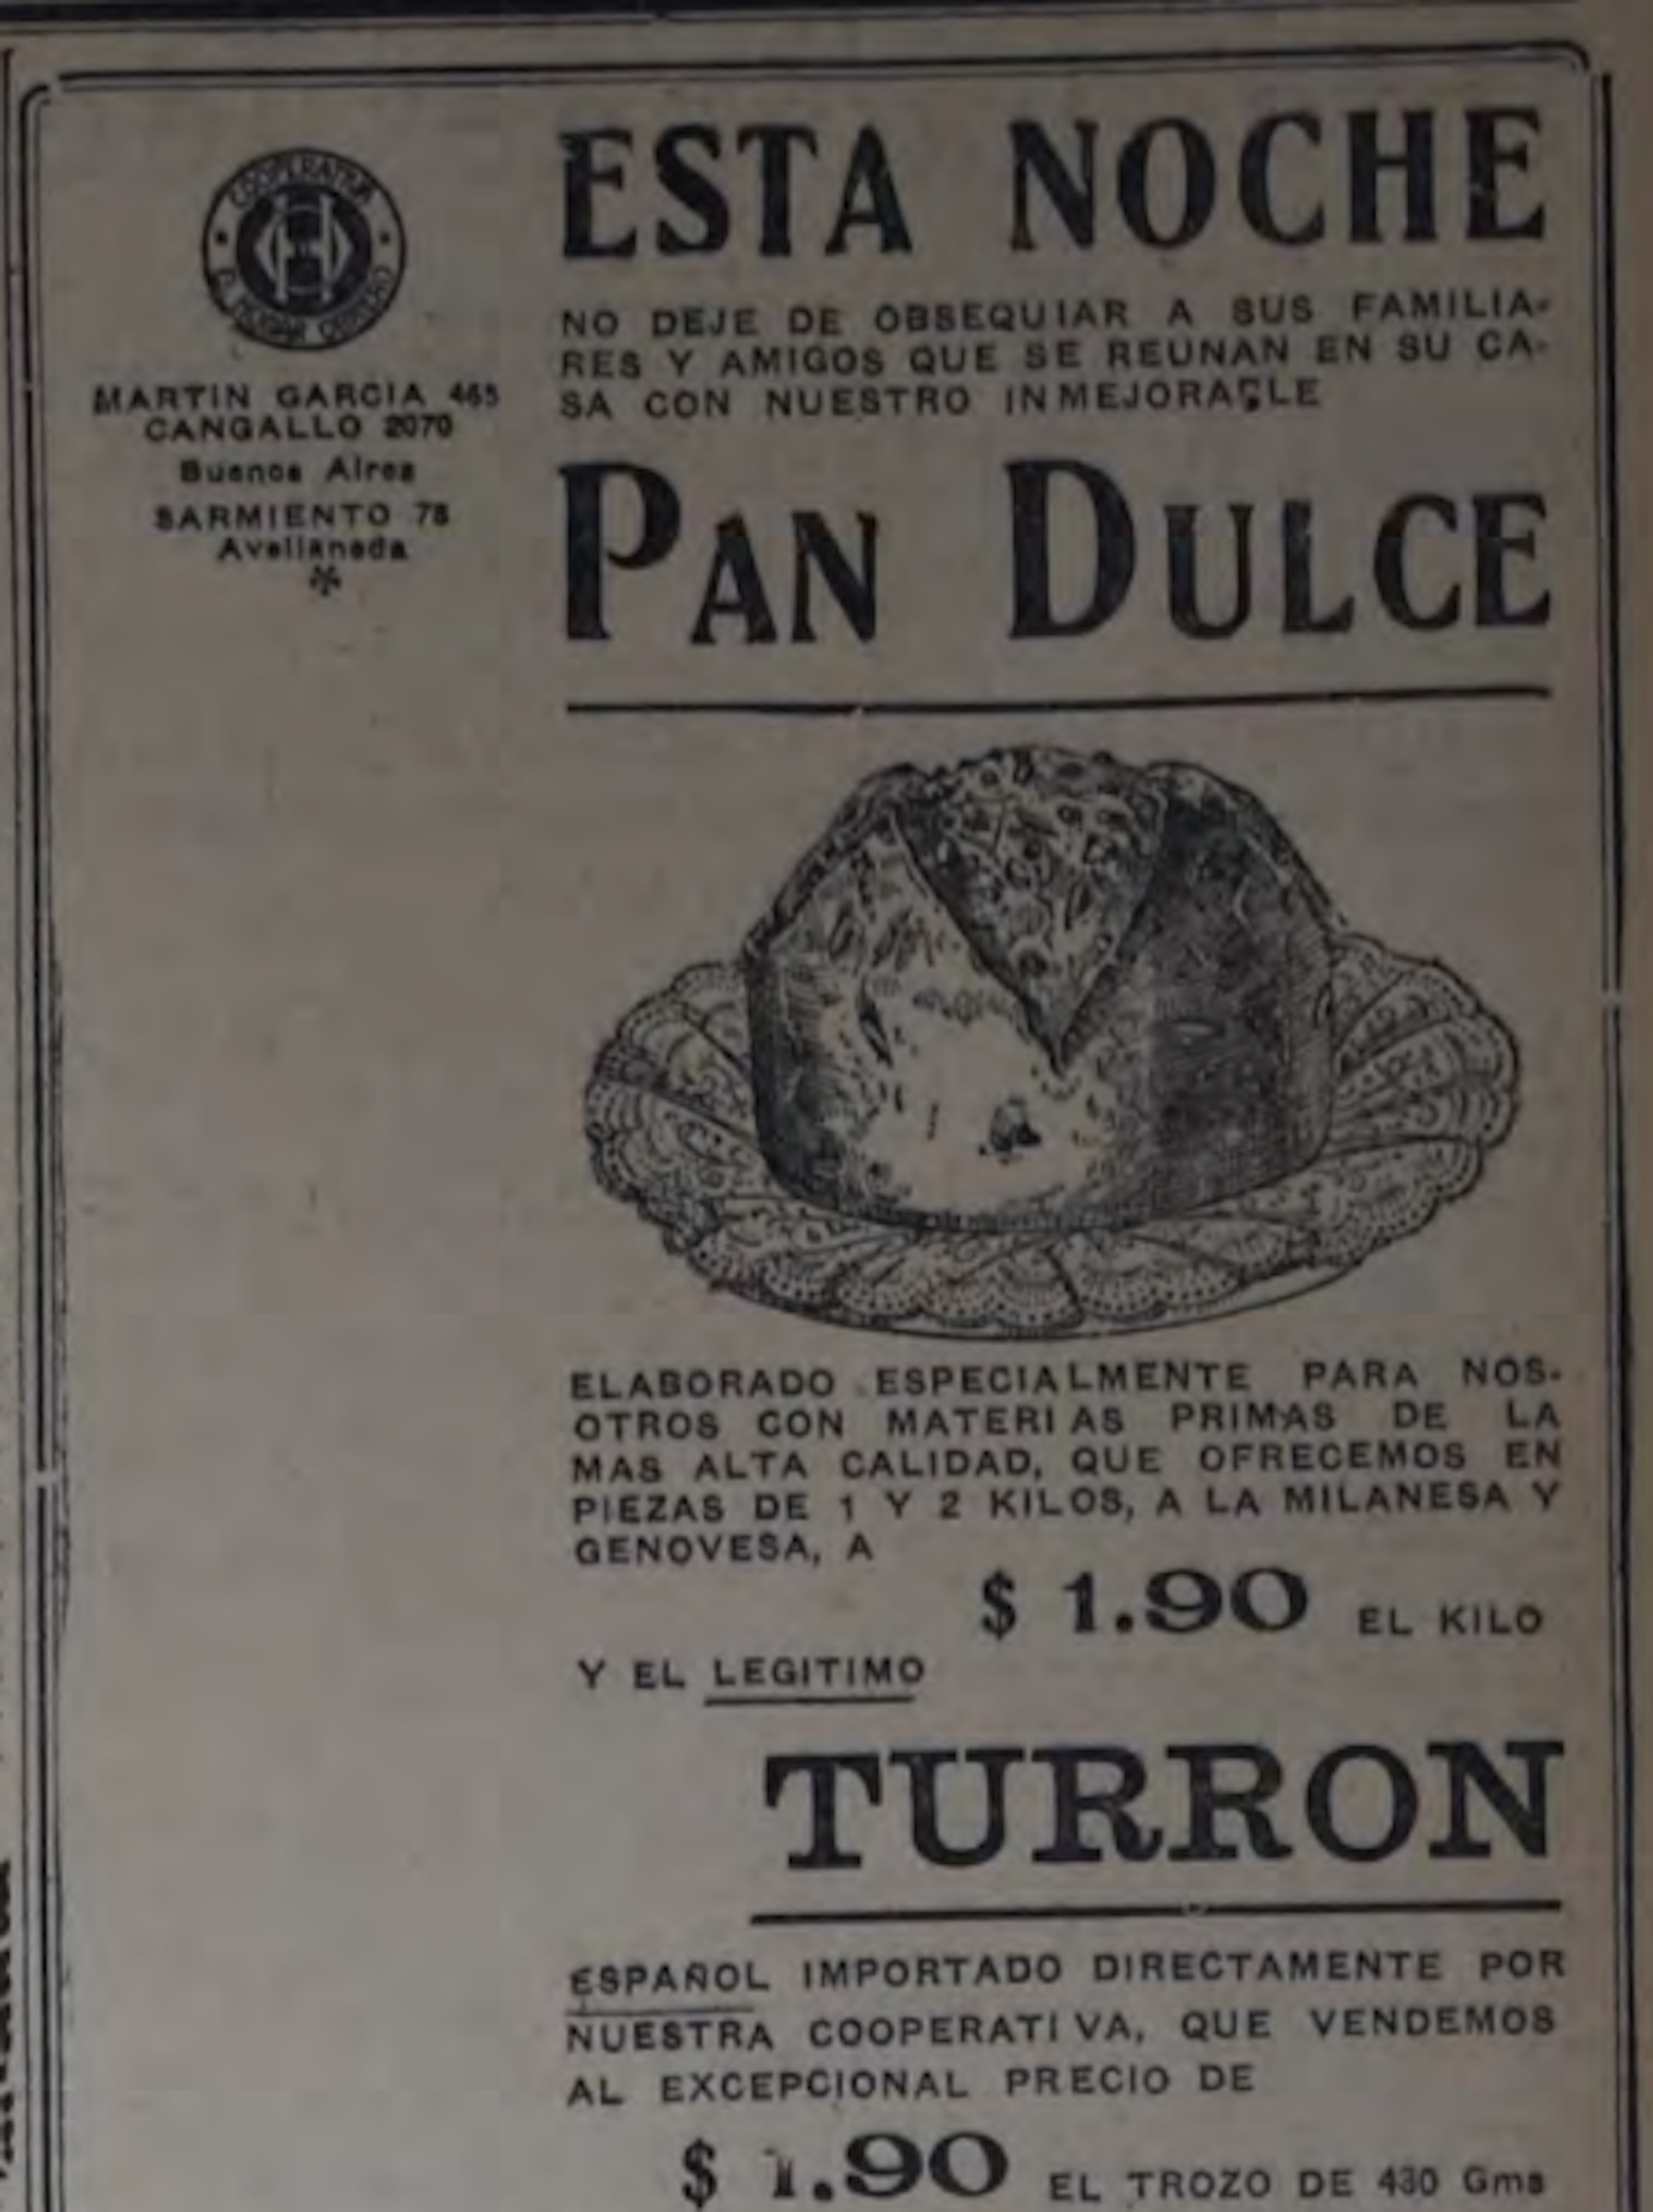 COOPERATIVA
EL HOGAR OBRERO
MARTIN GARCIA 465
CANGALLO 2070
Buenos Aires
SARMIENTO 78
Avellaneda
*
ESTA NOCHE
NO DEJE DE OBSEQUIAR A SUS FAMILIA-
RES Y AMIGOS QUE SE REUNAN EN SU CA-
SA CON NUESTRO INMEJORABLE
PAN DULCE
ELABORADO ESPECIALMENTE PARA NOS-
OTROS CON MATERIAS PRIMAS DE LA
MAS ALTA CALIDAD, QUE OFRECEMOS EN
PIEZAS DE 1 Y 2 KILOS, A LA MILANESA Y
GENOVESA, A
$ 1.90 EL KILO
Y EL LEGITIMO
TURRON
ESPAÑOL IMPORTADO DIRECTAMENTE POR
NUESTRA COOPERATIVA, QUE VENDEMOS
AL EXCEPCIONAL PRECIO DE
$ 1.90 EL TROZO DE 430 Gms